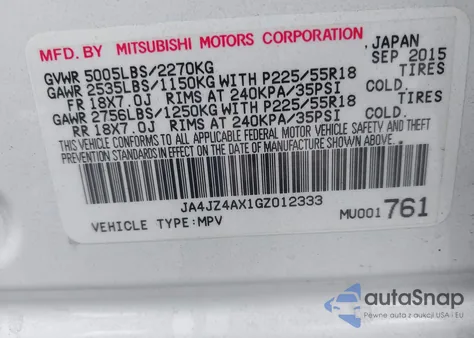 MFD. BY MITSUBISHI MOTORS CORPORATION, JAPAN
GVWR 5005LBS/2270KG SEP 2015
GAWR 2535LBS/1150KG WITH P225/55R18 TIRES
FR 18X7.0J RIMS AT 240KPA/35PSI COLD.
GAWR 2756LBS/1250KG WITH P225/55R18 TIRES
RR 18X7.0J RIMS AT 240KPA/35PSI COLD.
THIS VEHICLE CONFORMS TO ALL APPLICABLE FEDERAL MOTOR VEHICLE SAFETY AND THEFT
PREVENTION STANDARDS IN EFFECT ON THE DATE OF MANUFACTURE SHOWN ABOVE.
JA4JZ4AX1GZ012333
VEHICLE TYPE:MPV MU001761
autoSnap
Pewne auta z aukcji USA i EU